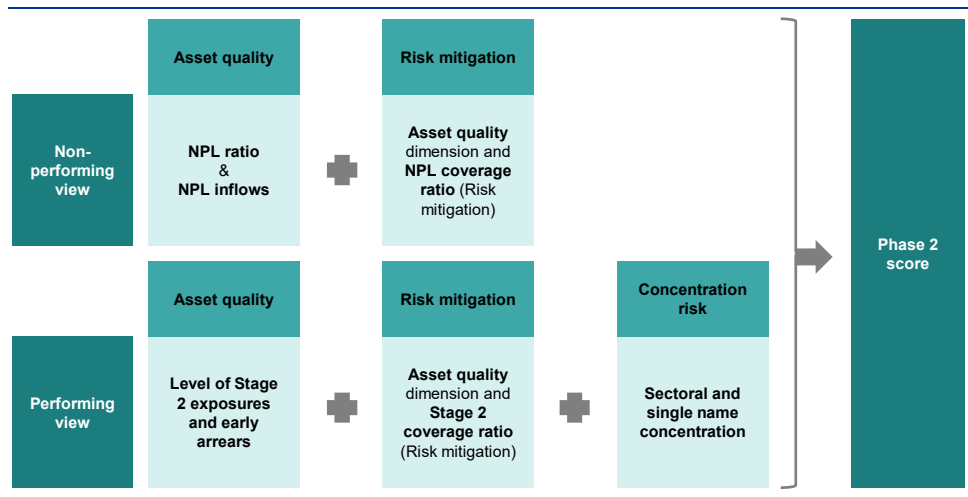 Asset quality
Risk mitigation
Non-
performing
view
NPL ratio
&
NPL inflows
Asset quality
dimension and
NPL coverage
ratio (Risk
mitigation)
Phase 2
score
Asset quality
Risk mitigation
Concentration
risk
Performing
view
Level of Stage
2 exposures
and early
arrears
Asset quality
dimension and
Stage 2
coverage ratio
(Risk mitigation)
Sectoral and
single name
concentration